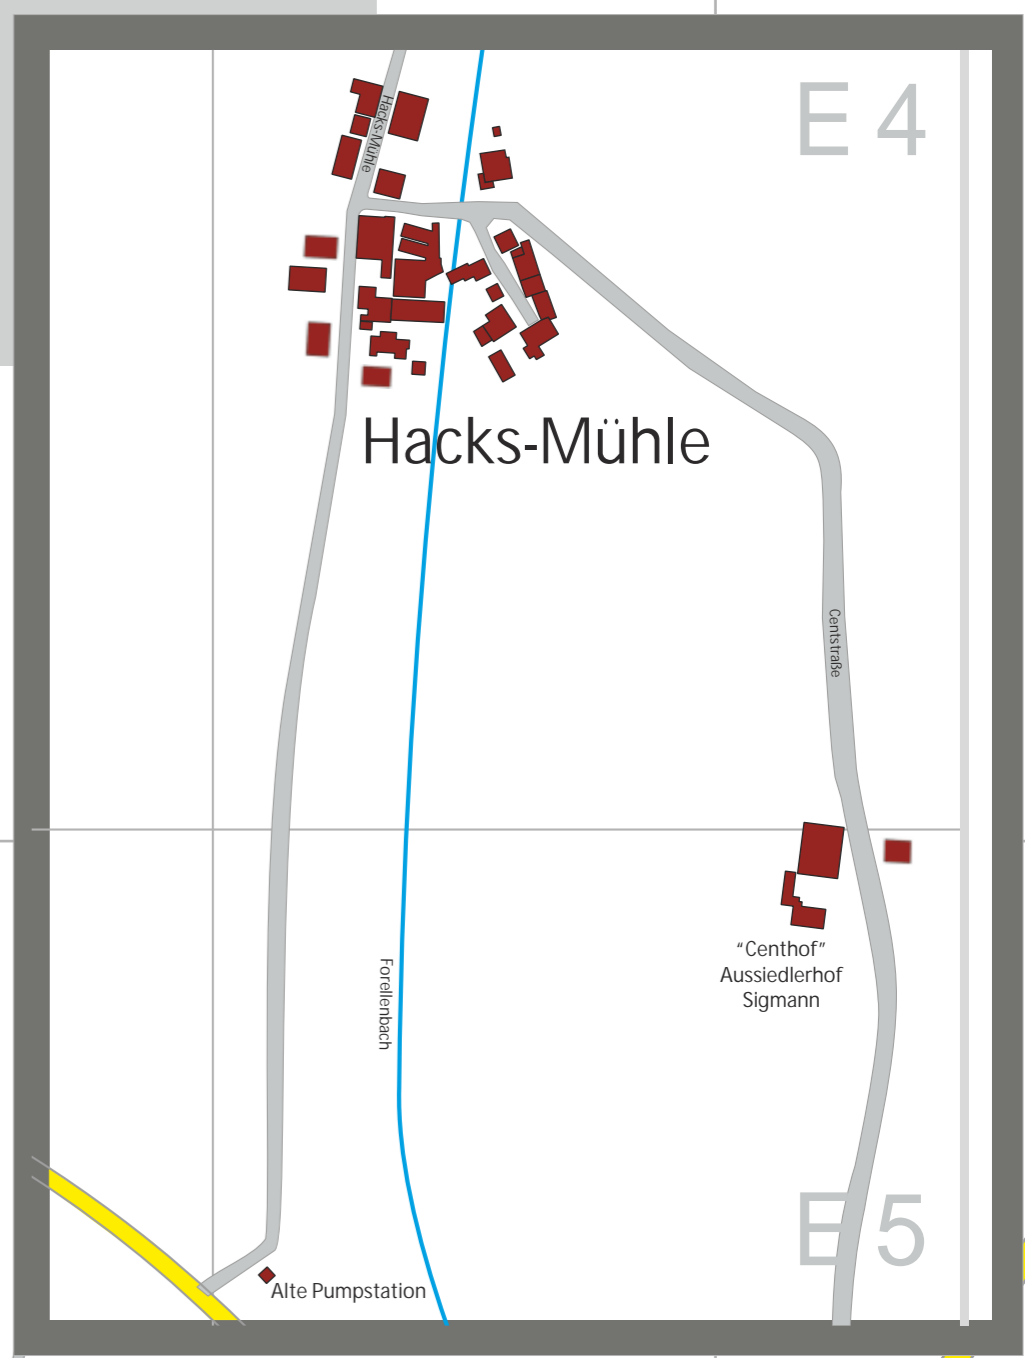 E 4
Hacks-Mühle
Hacks-Mühle
Centstraße
“Centhof”
Aussiedlerhof
Sigmann
Forellenbach
E 5
Alte Pumpstation